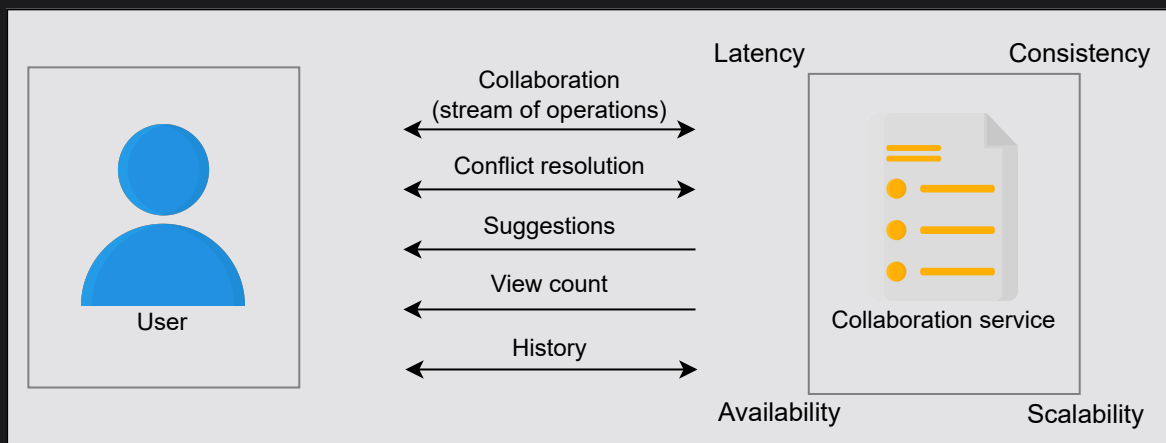 Latency
Consistency
Collaboration
(stream of operations)
Conflict resolution
Suggestions
View count
History
User
Collaboration service
Availability
Scalability